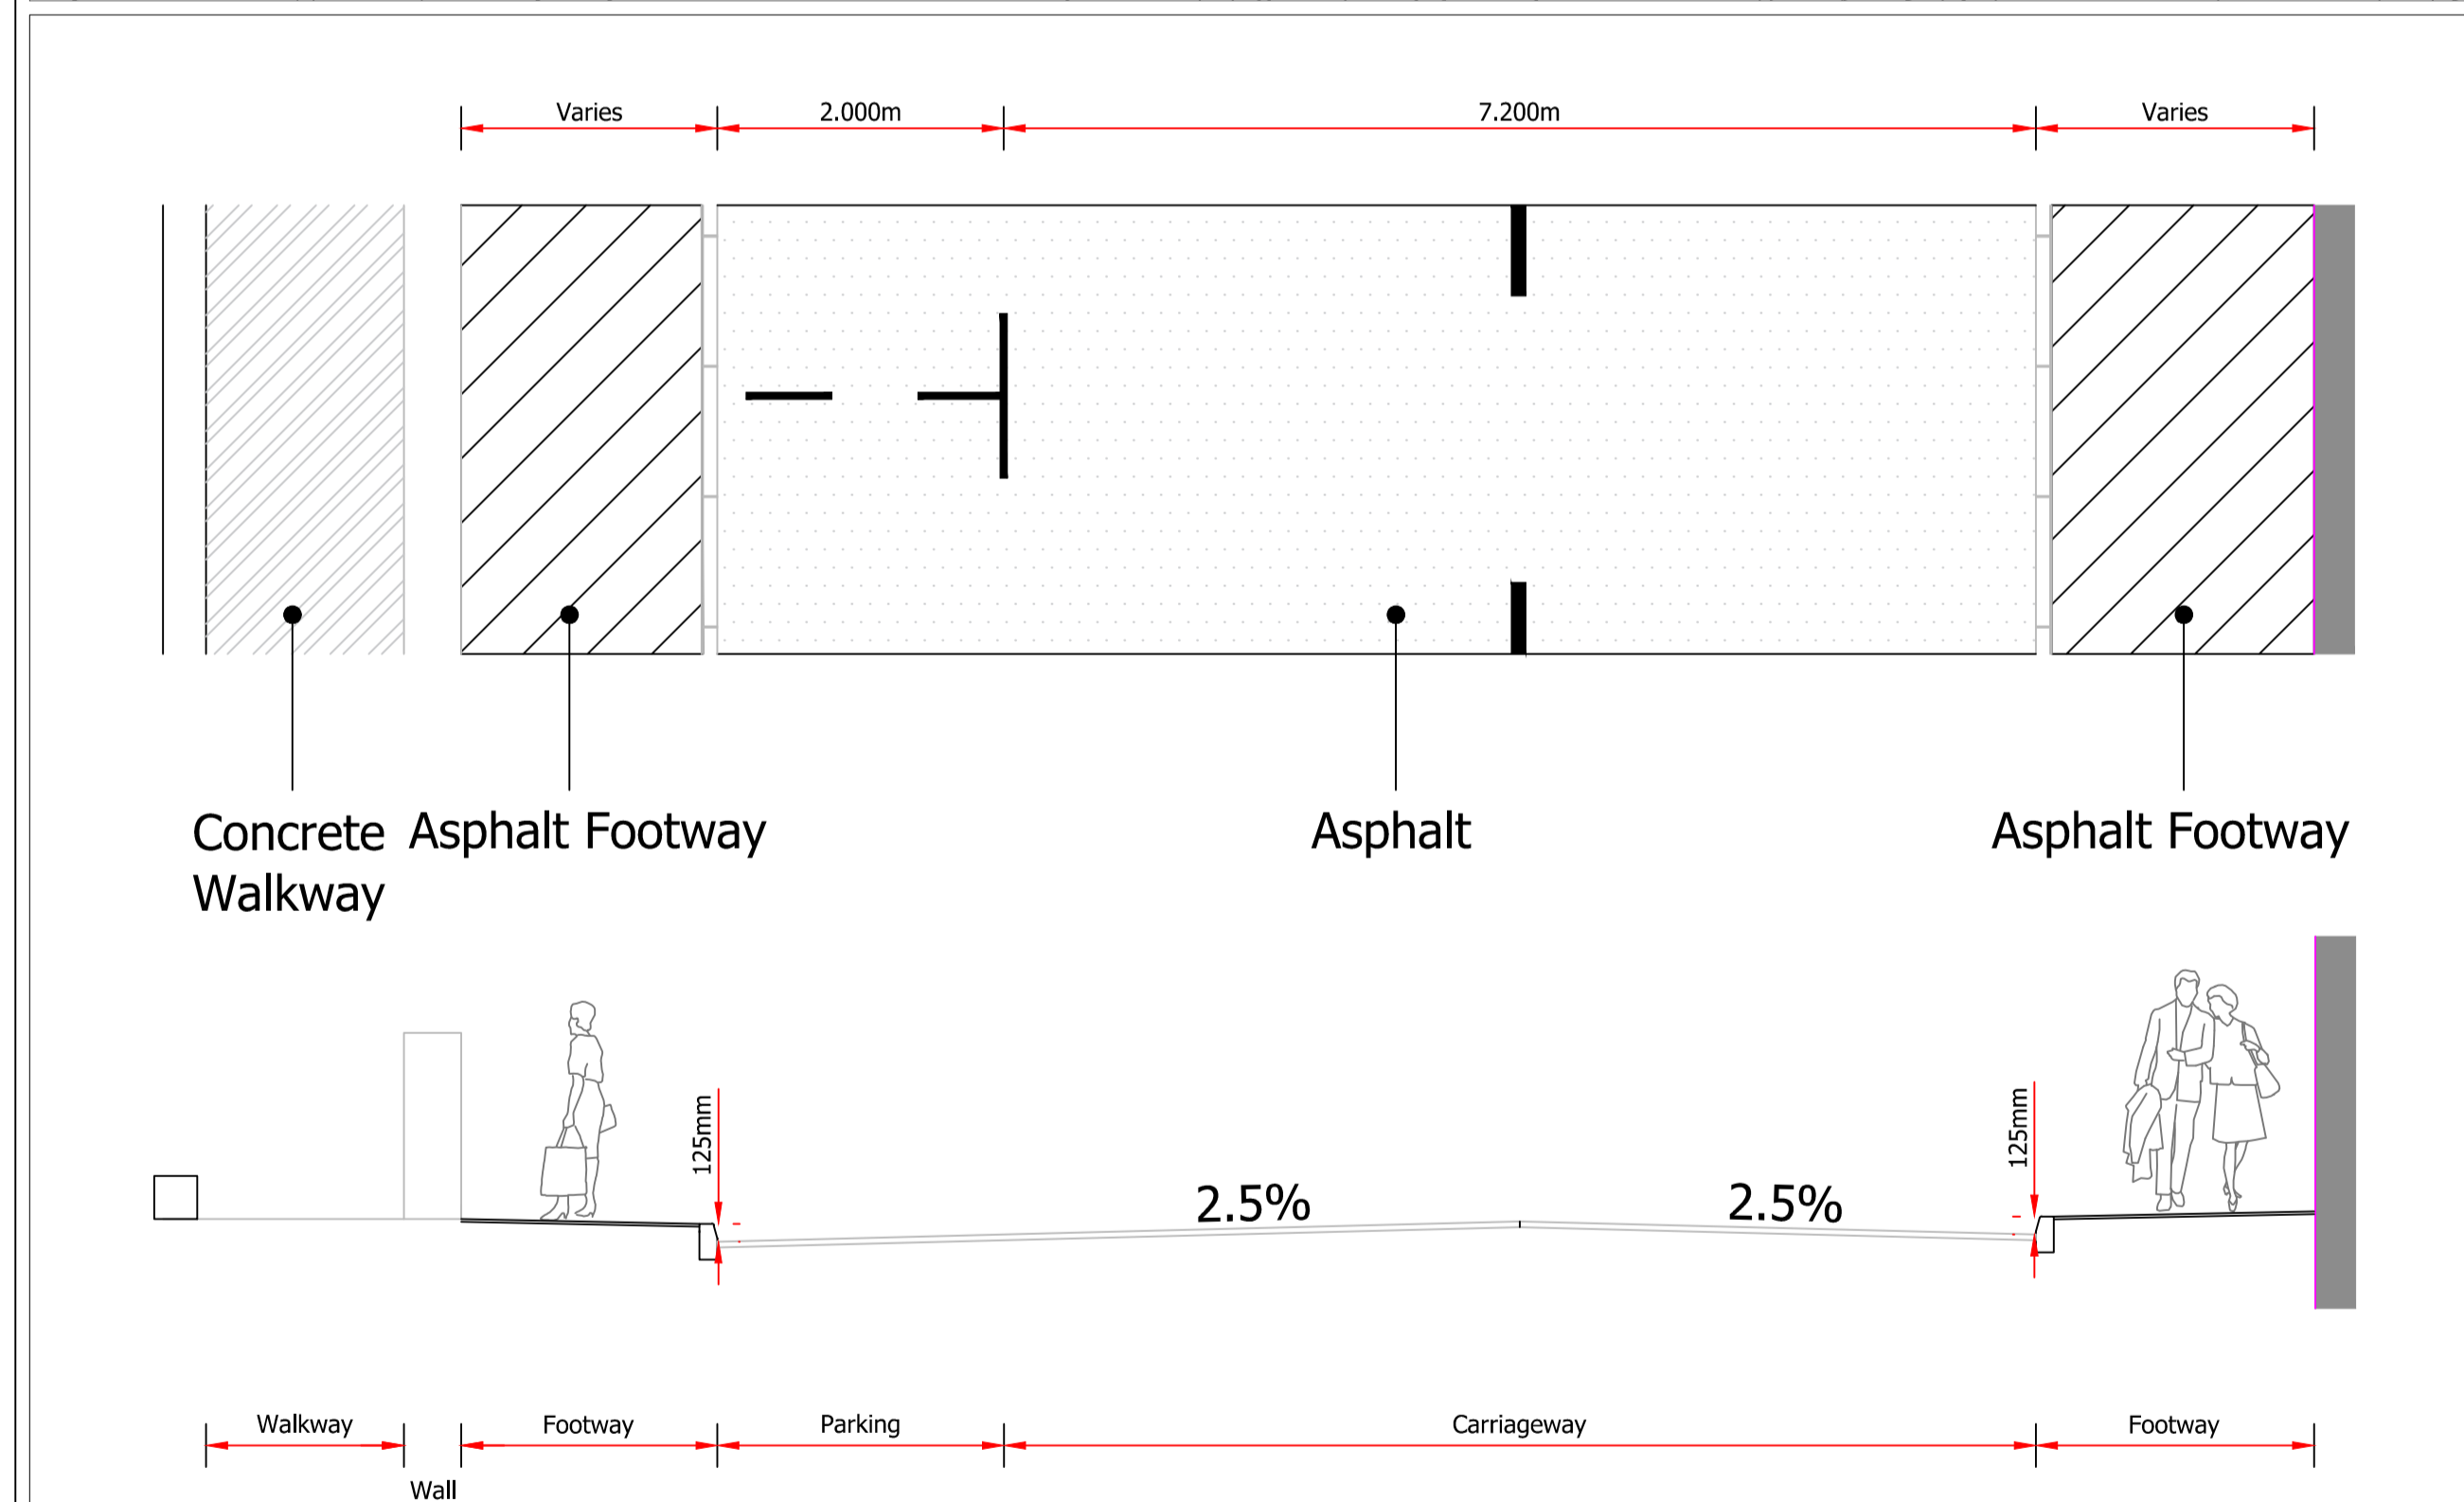 Varies
2.000m
7.200m
Varies
Concrete
Walkway
Asphalt Footway
Asphalt
Asphalt Footway
125mm
2.5%
2.5%
125mm
Walkway
Footway
Parking
Carriageway
Footway
Wall